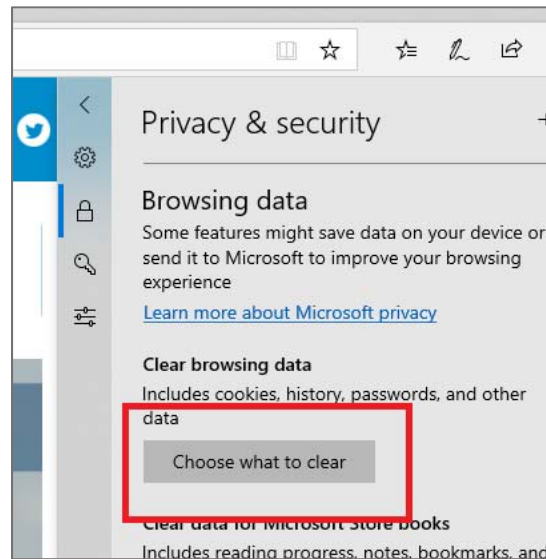 Privacy & security
Browsing data
Some features might save data on your device or
send it to Microsoft to improve your browsing
experience
Learn more about Microsoft privacy
Clear browsing data
Includes cookies, history, passwords, and other
data
Choose what to clear
Clear data for Microsoft Store books
Includes reading progress, notes, bookmarks, and